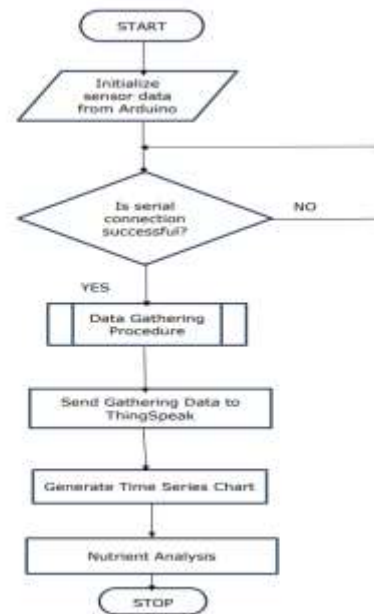 START
Initialize
sensor data
from Arduino
Is serial
connection
successful?
NO
YES
Data Gathering
Procedure
Send Gathering Data to
ThingSpeak
Generate Time Series Chart
Nutrient Analysis
STOP